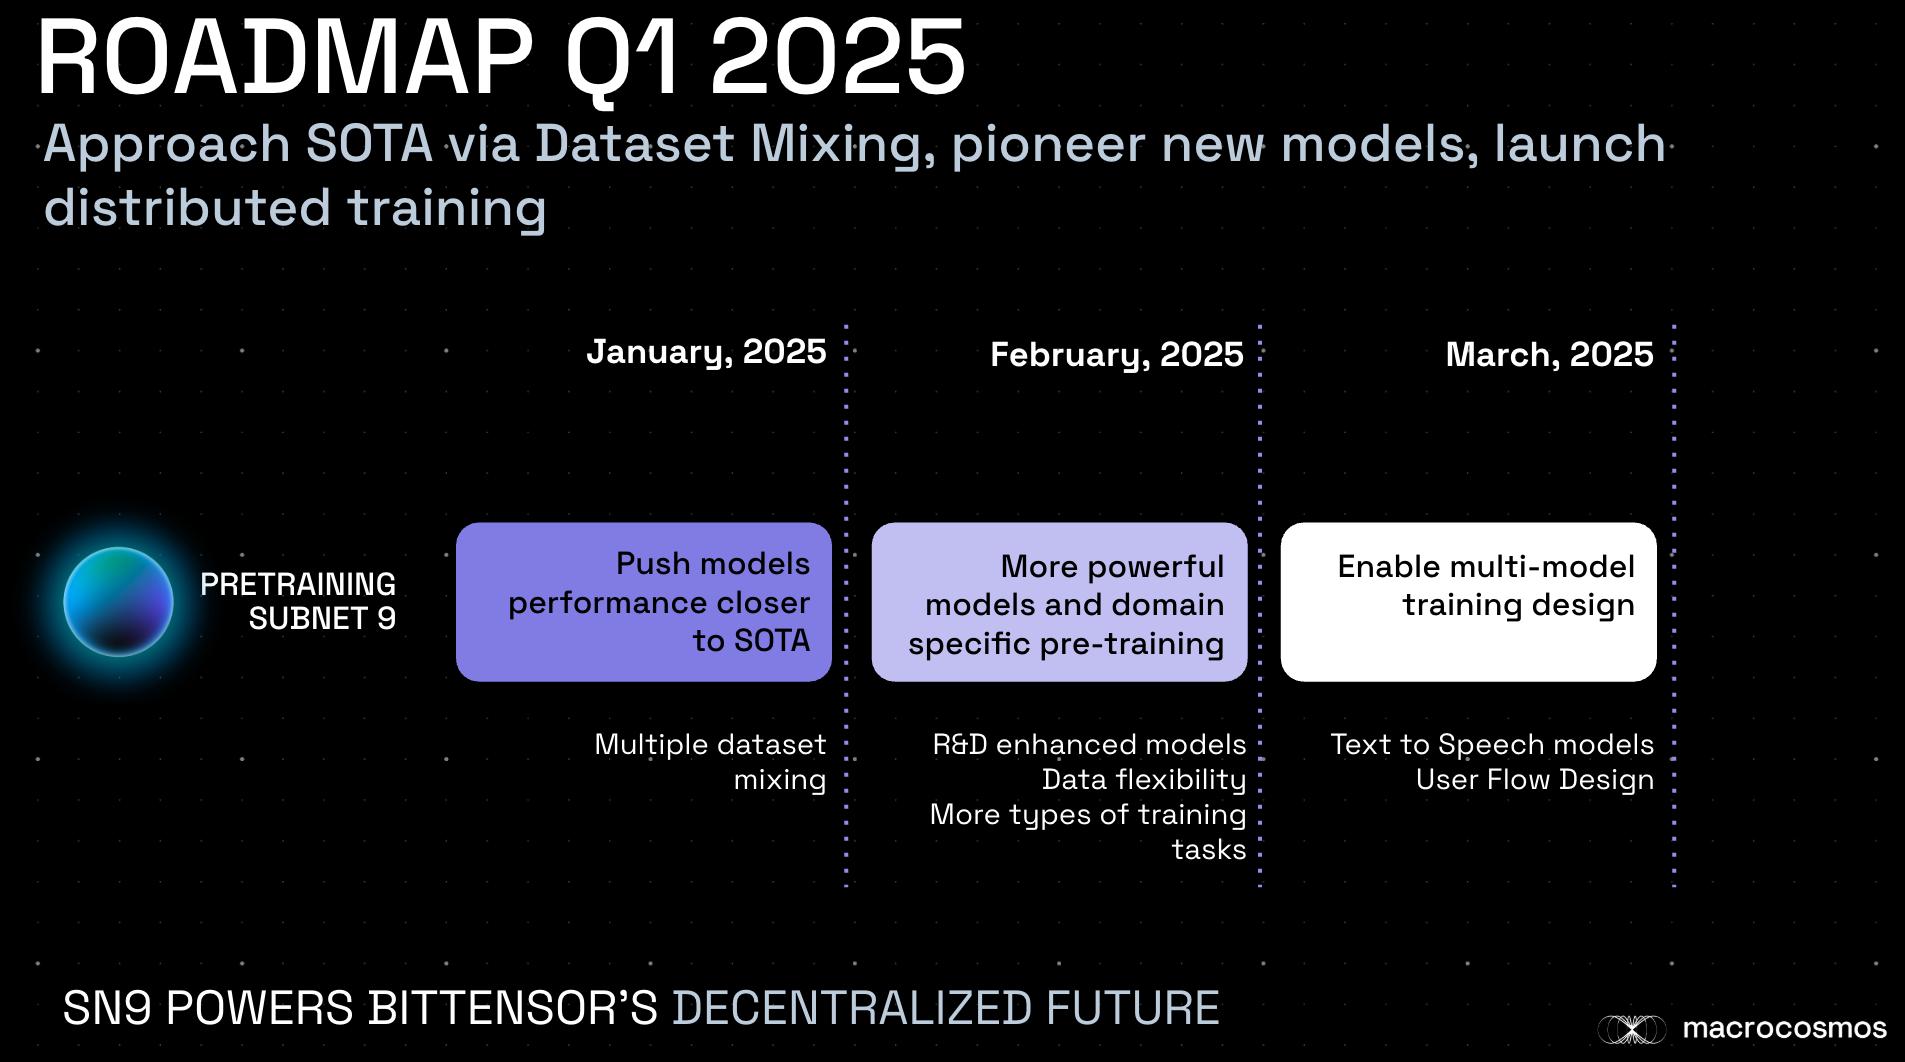 ROADMAP Q1 2025
Approach SOTA via Dataset Mixing, pioneer new models, launch
distributed training
January, 2025
February, 2025
March, 2025
PRETRAINING
SUBNET 9
Push models
performance closer
to SOTA
More powerful
models and domain
specific pre-training
Enable multi-model
training design
Multiple dataset
mixing
R&D enhanced models
Data flexibility
More types of training
tasks
Text to Speech models
User Flow Design
SN9 POWERS BITTENSOR’S DECENTRALIZED FUTURE
macrocosmos